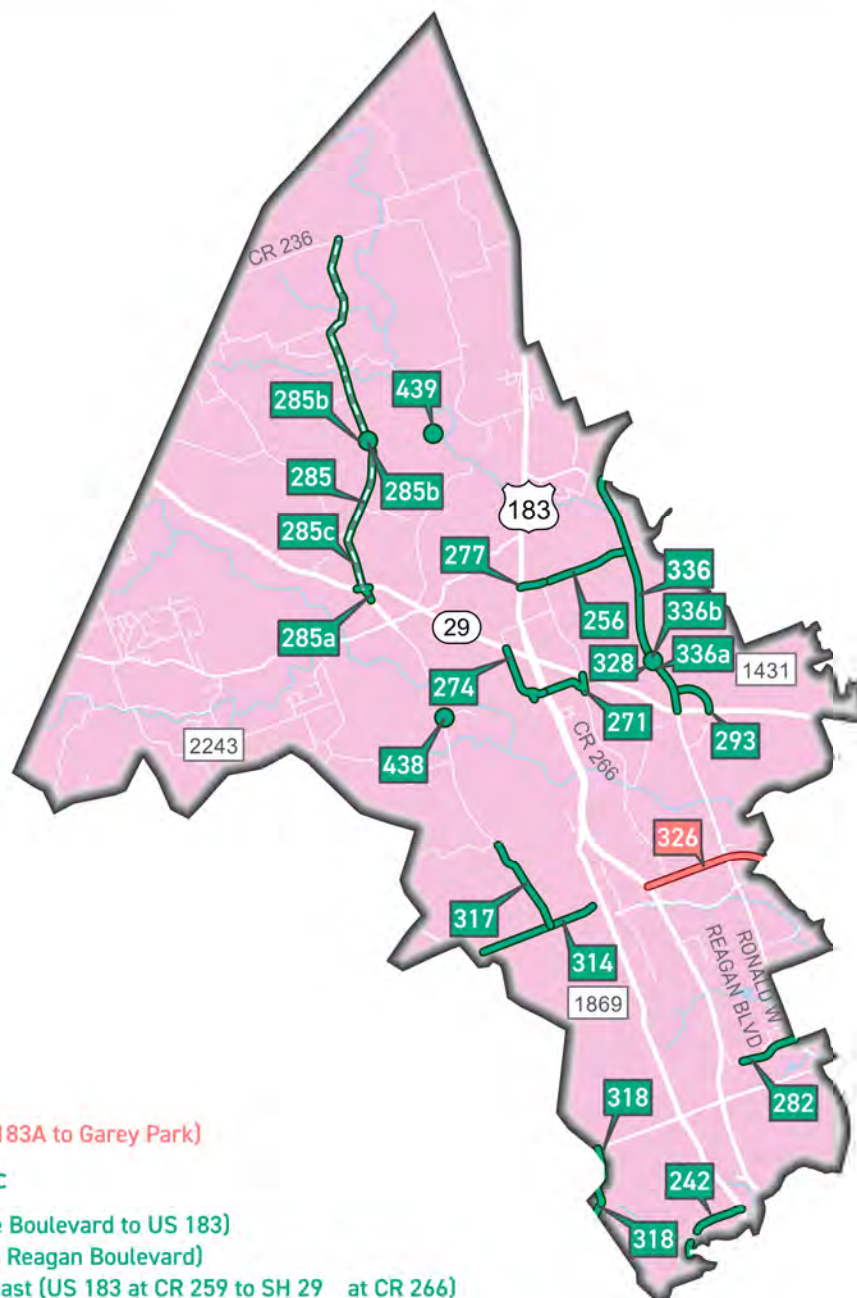 CR 236
439
285b
285
285b
183
285c
277
336
256
336b
285a
29
328
336a
1431
274
271
293
2243
438
CR 266
326
317
314
RONALD W.
REAGAN BLVD
1869
318
282
242
318
183A to Garey Park)
C
e Boulevard to US 183)
Reagan Boulevard)
ast (US 183 at CR 259 to SH 29 at CR 266)